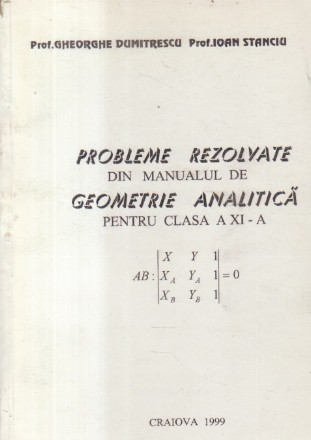 Prof. GHEORGHE DUMITRESCU Prof. IOAN STANCIU
PROBLEME REZOLVATE
DIN MANUALUL DE
GEOMETRIE ANALITICĂ
PENTRU CLASA A XI - A
X Y 1
AB : X_A Y_A 1 = 0
X_B Y_B 1
CRAIOVA 1999